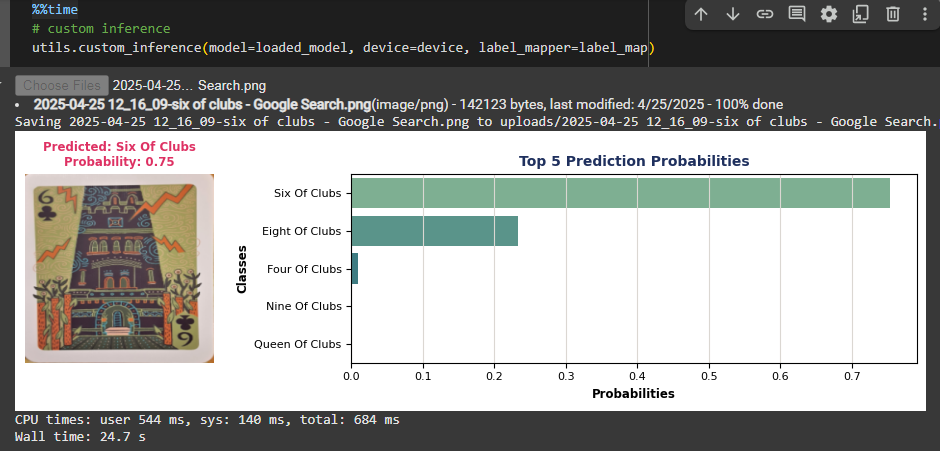 %%time
# custom inference
utils.custom_inference(model=loaded_model, device=device, label_mapper=label_map)
Choose Files 2025-04-25... Search.png
• 2025-04-25 12_16_09-six of clubs - Google Search.png(image/png) - 142123 bytes, last modified: 4/25/2025 - 100% done
Saving 2025-04-25 12_16_09-six of clubs - Google Search.png to uploads/2025-04-25 12_16_09-six of clubs - Google Search.
Predicted: Six Of Clubs
Probability: 0.75
6
6
Top 5 Prediction Probabilities
Classes
Six Of Clubs
Eight Of Clubs
Four Of Clubs
Nine Of Clubs
Queen Of Clubs
0.0 0.1 0.2 0.3 0.4 0.5 0.6 0.7
Probabilities
CPU times: user 544 ms, sys: 140 ms, total: 684 ms
Wall time: 24.7 s